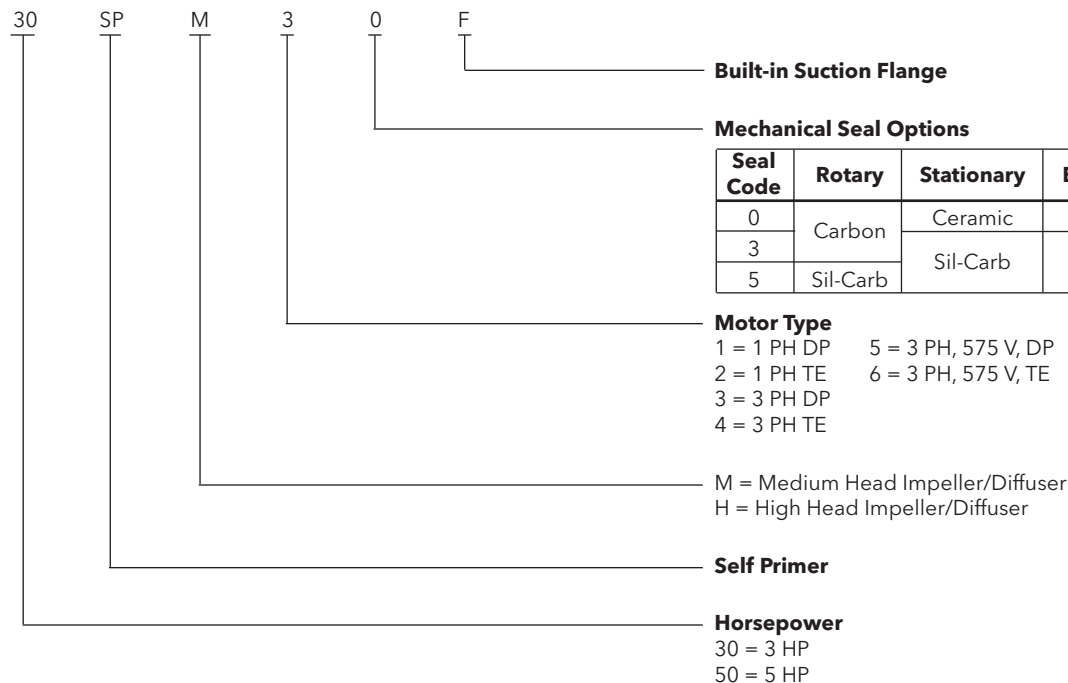 30 SP M 3 0 F
Built-in Suction Flange
Mechanical Seal Options
Seal Code Rotary Stationary
0 Carbon Ceramic
3 Sil-Carb
5 Sil-Carb
Motor Type
1 = 1 PH DP 5 = 3 PH, 575 V, DP
2 = 1 PH TE 6 = 3 PH, 575 V, TE
3 = 3 PH DP
4 = 3 PH TE
M = Medium Head Impeller/Diffuser
H = High Head Impeller/Diffuser
Self Primer
Horsepower
30 = 3 HP
50 = 5 HP